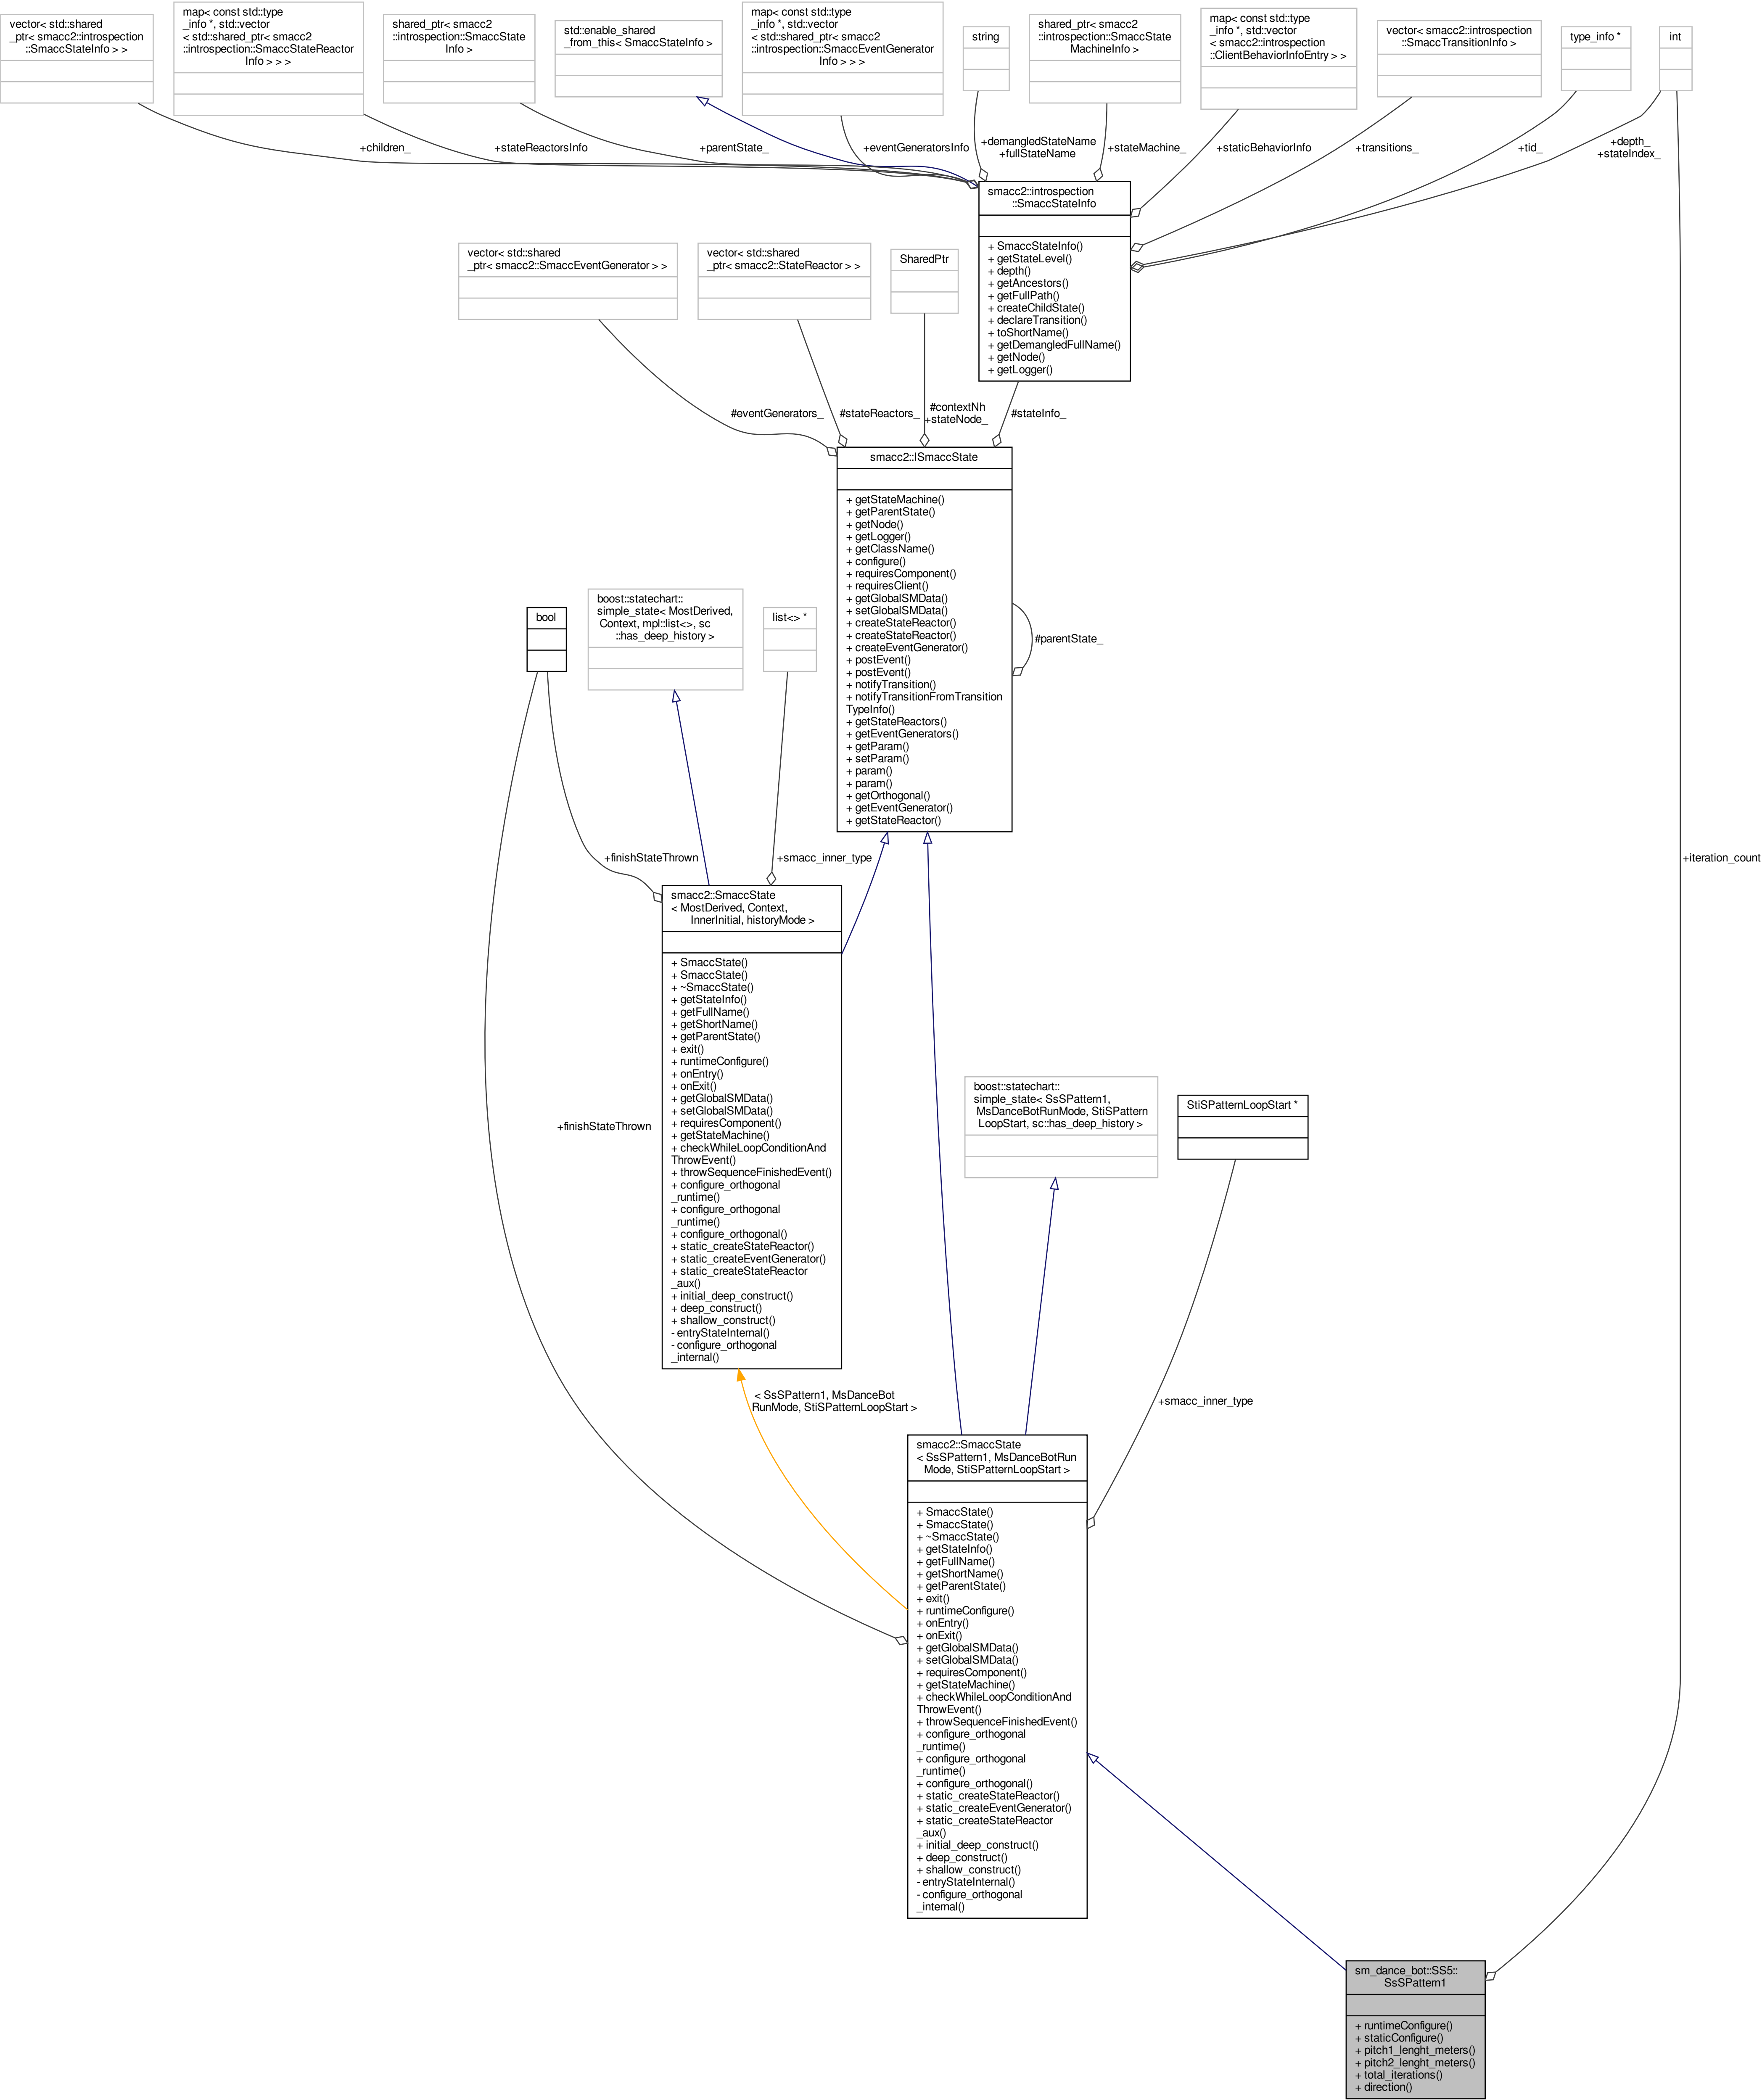 vector< std::shared
_ptr< smacc2::introspection
::SmaccStateInfo > >
map< const std::type
_info *, std::vector
< std::shared_ptr< smacc2
::introspection::SmaccStateReactor
Info > > >
shared_ptr< smacc2
::introspection::SmaccState
Info >
std::enable_shared
_from_this< SmaccStateInfo >
map< const std::type
_info *, std::vector
< std::shared_ptr< smacc2
::introspection::SmaccEventGenerator
Info > > >
string
shared_ptr< smacc2
::introspection::SmaccState
MachineInfo >
map< const std::type
_info *, std::vector
< smacc2::introspection
::ClientBehaviorInfoEntry > >
vector< smacc2::introspection
::SmaccTransitionInfo >
type_info *
int
+children_
+stateReactorsInfo
+parentState_
+eventGeneratorsInfo
+demangledStateName
+fullStateName
+stateMachine_
+staticBehaviorInfo
+transitions_
+tid_
+depth_
+stateIndex_
smacc2::introspection
::SmaccStateInfo
+ SmaccStateInfo()
+ getStateLevel()
+ depth()
+ getAncestors()
+ getFullPath()
+ createChildState()
+ declareTransition()
+ toShortName()
+ getDemangledFullName()
+ getNode()
+ getLogger()
vector< std::shared
_ptr< smacc2::SmaccEventGenerator > >
vector< std::shared
_ptr< smacc2::StateReactor > >
SharedPtr
#eventGenerators_
#stateReactors_
#contextNh
+stateNode_
#stateInfo_
smacc2::ISmaccState
+ getStateMachine()
+ getParentState()
+ getNode()
+ getLogger()
+ getClassName()
+ configure()
+ requiresComponent()
+ requiresClient()
+ getGlobalSMData()
+ setGlobalSMData()
+ createStateReactor()
+ createStateReactor()
+ createEventGenerator()
+ postEvent()
+ postEvent()
+ notifyTransition()
+ notifyTransitionFromTransition
TypeInfo()
+ getStateReactors()
+ getEventGenerators()
+ getParam()
+ setParam()
+ param()
+ param()
+ getOrthogonal()
+ getEventGenerator()
+ getStateReactor()
#parentState_
bool
boost::statechart::
simple_state< MostDerived,
Context, mpl::list<>, sc
::has_deep_history >
list<> *
+finishStateThrown
+smacc_inner_type
+iteration_count
smacc2::SmaccState
< MostDerived, Context,
InnerInitial, historyMode >
+ SmaccState()
+ SmaccState()
+ ~SmaccState()
+ getStateInfo()
+ getFullName()
+ getShortName()
+ getParentState()
+ exit()
+ runtimeConfigure()
+ onEntry()
+ onExit()
+ getGlobalSMData()
+ setGlobalSMData()
+ requiresComponent()
+ getStateMachine()
+ checkWhileLoopConditionAnd
ThrowEvent()
+ throwSequenceFinishedEvent()
+ configure_orthogonal
_runtime()
+ configure_orthogonal
_runtime()
+ configure_orthogonal()
+ static_createStateReactor()
+ static_createEventGenerator()
+ static_createStateReactor
_aux()
+ initial_deep_construct()
+ deep_construct()
+ shallow_construct()
- entryStateInternal()
- configure_orthogonal
_internal()
+finishStateThrown
boost::statechart::
simple_state< SsSPattern1,
MsDanceBotRunMode, StiSPattern
LoopStart, sc::has_deep_history >
StiSPatternLoopStart *
< SsSPattern1, MsDanceBot
RunMode, StiSPatternLoopStart >
+smacc_inner_type
smacc2::SmaccState
< SsSPattern1, MsDanceBotRun
Mode, StiSPatternLoopStart >
+ SmaccState()
+ SmaccState()
+ ~SmaccState()
+ getStateInfo()
+ getFullName()
+ getShortName()
+ getParentState()
+ exit()
+ runtimeConfigure()
+ onEntry()
+ onExit()
+ getGlobalSMData()
+ setGlobalSMData()
+ requiresComponent()
+ getStateMachine()
+ checkWhileLoopConditionAnd
ThrowEvent()
+ throwSequenceFinishedEvent()
+ configure_orthogonal
_runtime()
+ configure_orthogonal
_runtime()
+ configure_orthogonal()
+ static_createStateReactor()
+ static_createEventGenerator()
+ static_createStateReactor
_aux()
+ initial_deep_construct()
+ deep_construct()
+ shallow_construct()
- entryStateInternal()
- configure_orthogonal
_internal()
sm_dance_bot::SS5::
SsSPattern1
+ runtimeConfigure()
+ staticConfigure()
+ pitch1_lenght_meters()
+ pitch2_lenght_meters()
+ total_iterations()
+ direction()